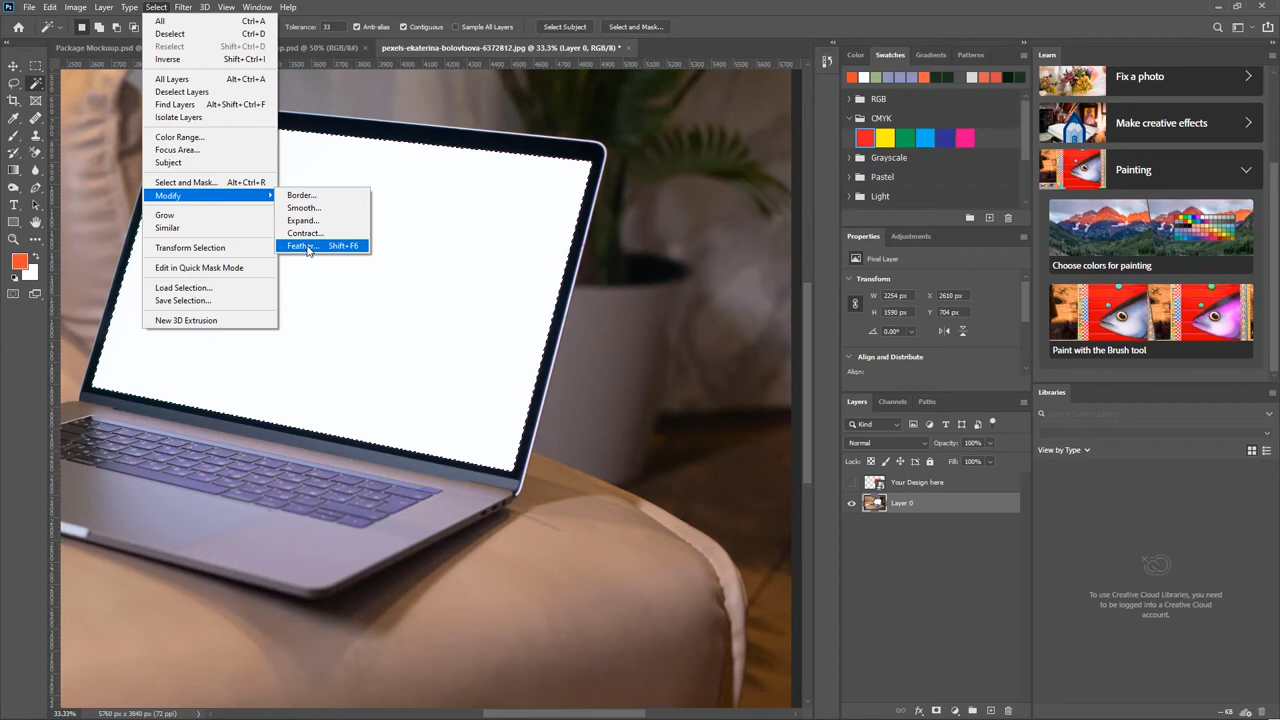 Ps File Edit Image Layer Type Select Filter 3D View Window Help
Tolerance: 33 Anti-alias Contiguous Sample All Layers Select Subject Select and Mask...
Package Mockuup.psd
up.psd @ 50% (RGB/8#) ×
pexels-ekaterina-bolovtsova-6372812.jpg @ 33.3% (Layer 0, RGB/8) * ×
All Ctrl+A
Deselect Ctrl+D
Reselect Shift+Ctrl+D
Inverse Shift+Ctrl+I
All Layers Alt+Ctrl+A
Deselect Layers
Find Layers Alt+Shift+Ctrl+F
Isolate Layers
Color Range...
Focus Area...
Subject
Select and Mask... Alt+Ctrl+R
Modify
Grow
Similar
Transform Selection
Edit in Quick Mask Mode
Load Selection...
Save Selection...
New 3D Extrusion
Border...
Smooth...
Expand...
Contract...
Feather... Shift+F6
Color Swatches Gradients Patterns
RGB
CMYK
Grayscale
Pastel
Light
Properties Adjustments
Pixel Layer
Transform
W 2254 px X 2610 px
H 1590 px Y 704 px
0.00°
Align and Distribute
Align:
Layers Channels Paths
Kind
Normal Opacity: 100%
Lock: Fill: 100%
Your Design here
Layer 0
Learn
Fix a photo
Make creative effects
Painting
Choose colors for painting
Paint with the Brush tool
Libraries
View by Type
To use Creative Cloud Libraries, you need
to be logged into a Creative Cloud
account.
-- KB
33.33% 5760 px x 3840 px (72 ppi)